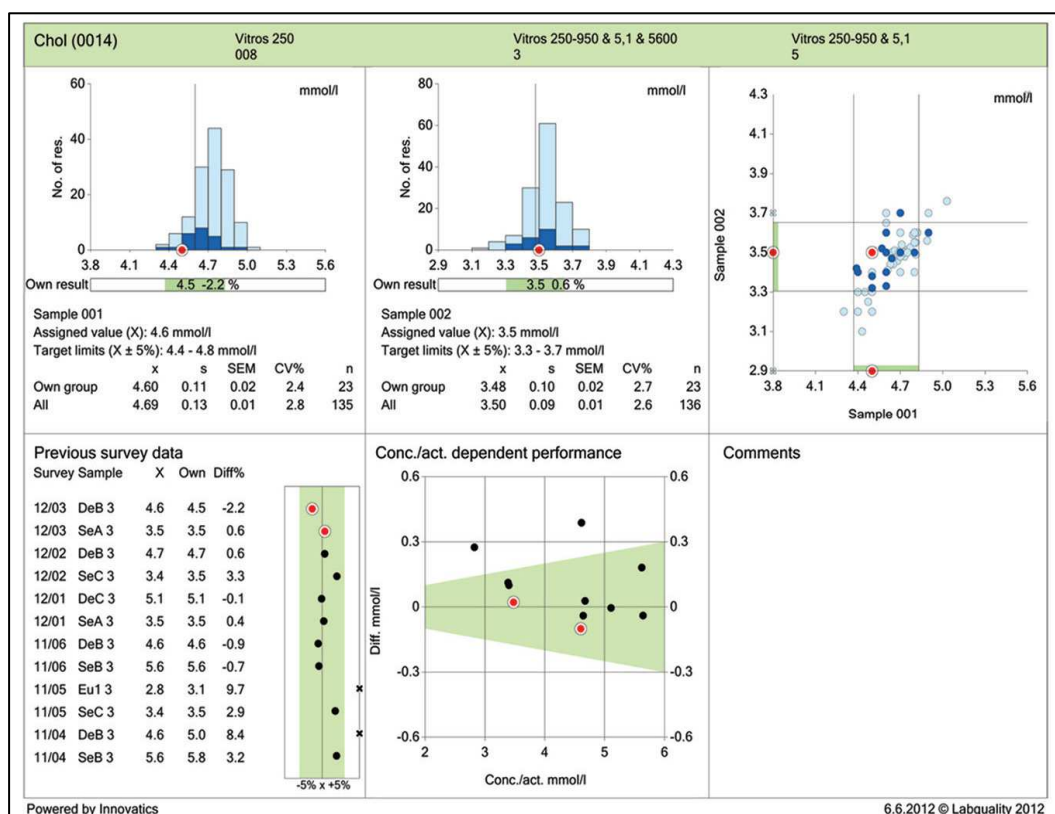 Chol (0014)
Vitros 250
008
Vitros 250-950 & 5,1 & 5600
3
Vitros 250-950 & 5,1
5
mmol/l
60
40
20
0
No. of res.
3.8 4.1 4.4 4.7 5.0 5.3 5.6
Own result 4.5 -2.2 %
Sample 001
Assigned value (X): 4.6 mmol/l
Target limits (X ± 5%): 4.4 - 4.8 mmol/l
x s SEM CV% n
Own group 4.60 0.11 0.02 2.4 23
All 4.69 0.13 0.01 2.8 135
mmol/l
80
60
40
20
0
No. of res.
2.9 3.1 3.3 3.5 3.7 3.9 4.1 4.3
Own result 3.5 0.6 %
Sample 002
Assigned value (X): 3.5 mmol/l
Target limits (X ± 5%): 3.3 - 3.7 mmol/l
x s SEM CV% n
Own group 3.48 0.10 0.02 2.7 23
All 3.50 0.09 0.01 2.6 136
mmol/l
4.3
4.1
3.9
3.7
3.5
3.3
3.1
2.9
Sample 002
3.8 4.1 4.4 4.7 5.0 5.3 5.6
Sample 001
Previous survey data
Survey Sample X Own Diff%
12/03 DeB 3 4.6 4.5 -2.2
12/03 SeA 3 3.5 3.5 0.6
12/02 DeB 3 4.7 4.7 0.6
12/02 SeC 3 3.4 3.5 3.3
12/01 DeC 3 5.1 5.1 -0.1
12/01 SeA 3 3.5 3.5 0.4
11/06 DeB 3 4.6 4.6 -0.9
11/06 SeB 3 5.6 5.6 -0.7
11/05 Eu1 3 2.8 3.1 9.7
11/05 SeC 3 3.4 3.5 2.9
11/04 DeB 3 4.6 5.0 8.4
11/04 SeB 3 5.6 5.8 3.2
-5% x +5%
Conc./act. dependent performance
0.6 0.6
0.3 0.3
0 0
-0.3 -0.3
-0.6 -0.6
Diff. mmol/l
2 3 4 5 6
Conc./act. mmol/l
Comments
Powered by Innovatics
6.6.2012 © Labquality 2012